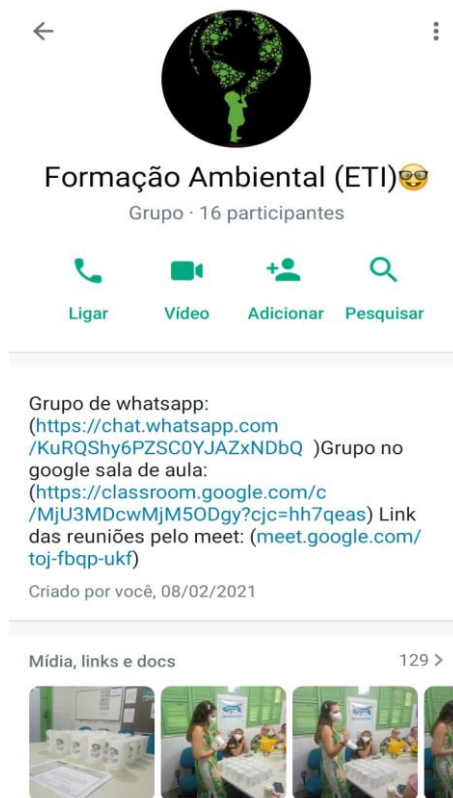 Formação Ambiental (ETI)🤓
Grupo · 16 participantes
Ligar Vídeo Adicionar Pesquisar
Grupo de whatsapp:
(https://chat.whatsapp.com
/KuRQShy6PZSC0YJAZxNDbQ )Grupo no
google sala de aula:
(https://classroom.google.com/c
/MjU3MDcwMjM5ODgy?cjc=hh7qeas) Link
das reuniões pelo meet: (meet.google.com/
toj-fbqp-ukf)
Criado por você, 08/02/2021
Mídia, links e docs 129 >